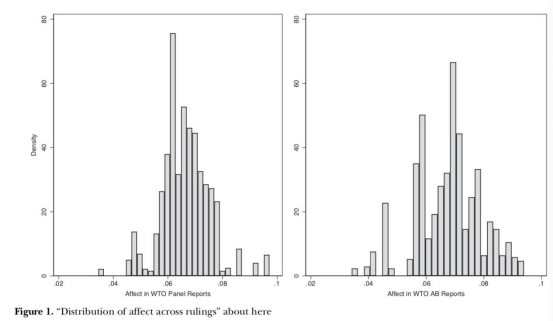 80
60
40
20
0
Density
.02 .04 .06 .08 .1
Affect in WTO Panel Reports
80
60
40
20
0
.02 .04 .06 .08 .1
Affect in WTO AB Reports
Figure 1. “Distribution of affect across rulings” about here